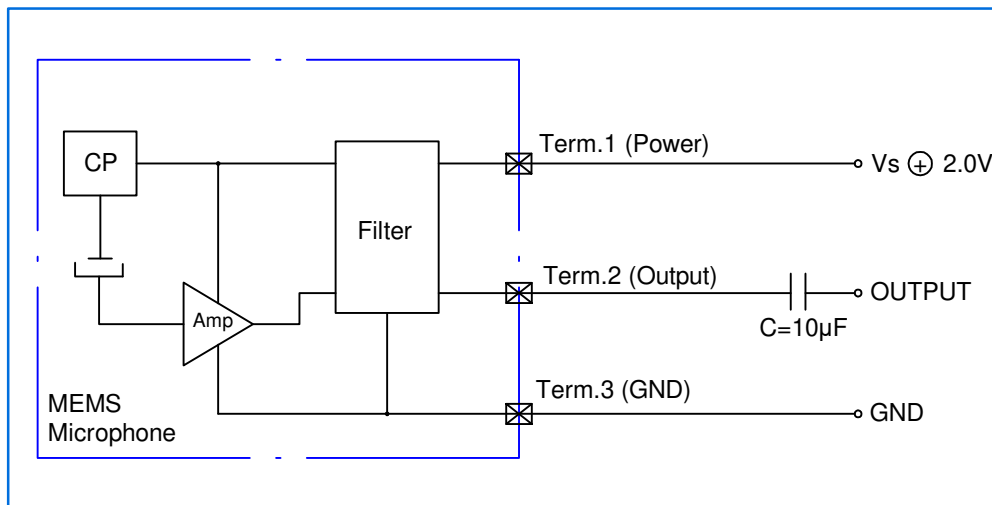 Term.1 (Power)
CP
Vs ⊕ 2.0V
Filter
Term.2 (Output)
OUTPUT
Amp
C=10µF
Term.3 (GND)
MEMS
Microphone
GND